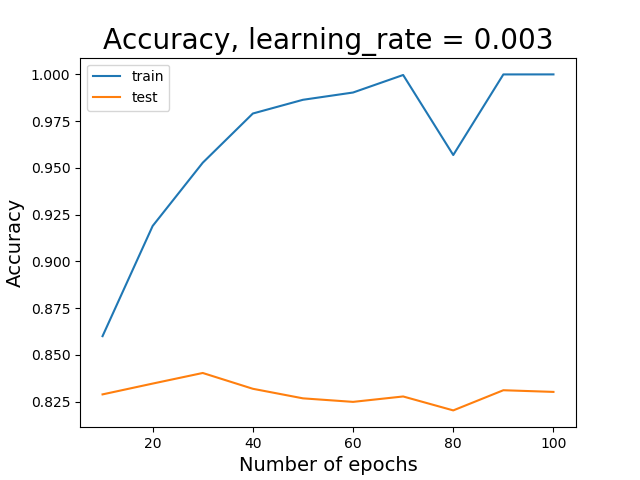 Accuracy, learning_rate = 0.003
train
test
1.000
0.975
0.950
0.925
0.900
0.875
0.850
0.825
Accuracy
20 40 60 80 100
Number of epochs